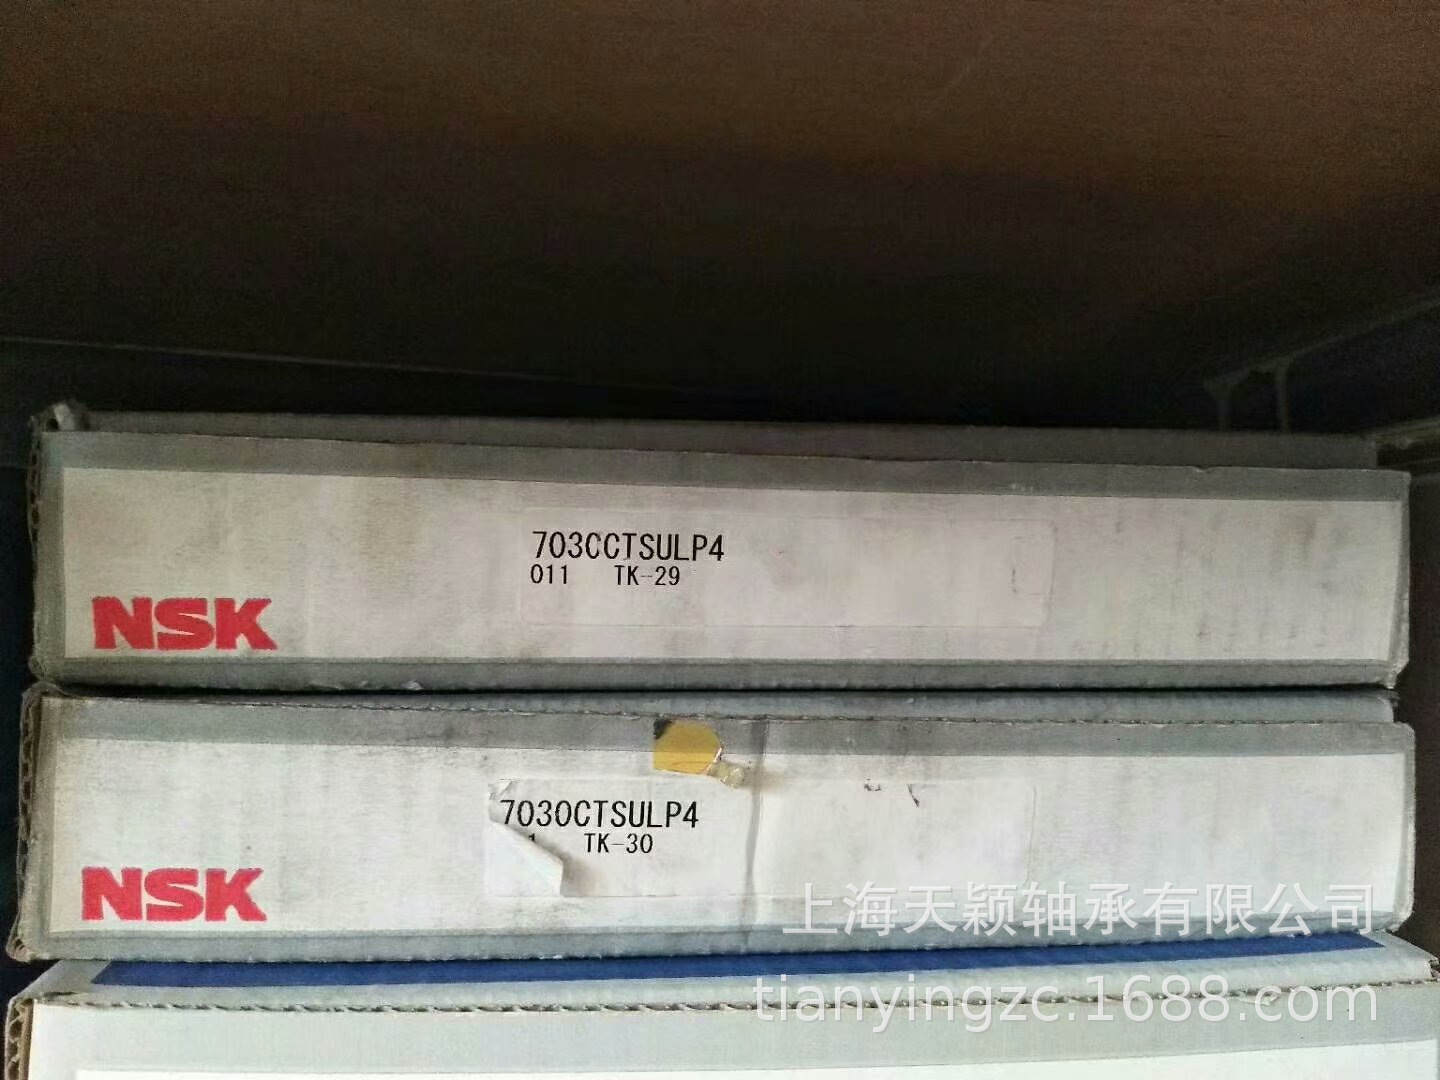 703CCTSULP4
011 TK-29
NSK
7030CTSULP4
1 TK-30
NSK
上海天颖轴承有限公司
tianyingzc.1688.com